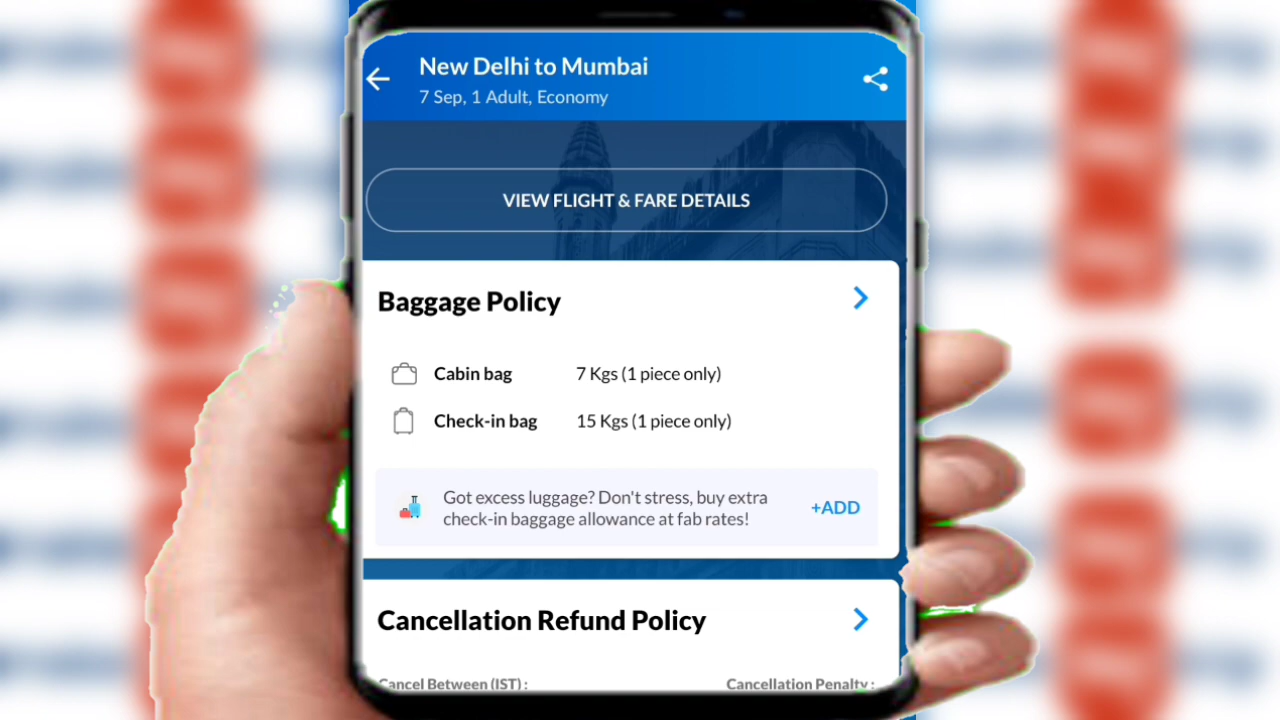 New Delhi to Mumbai
7 Sep, 1 Adult, Economy
VIEW FLIGHT & FARE DETAILS
Baggage Policy
Cabin bag 7 Kgs (1 piece only)
Check-in bag 15 Kgs (1 piece only)
Got excess luggage? Don't stress, buy extra
check-in baggage allowance at fab rates!
+ADD
Cancellation Refund Policy
Cancel Between (IST) : Cancellation Penalty :